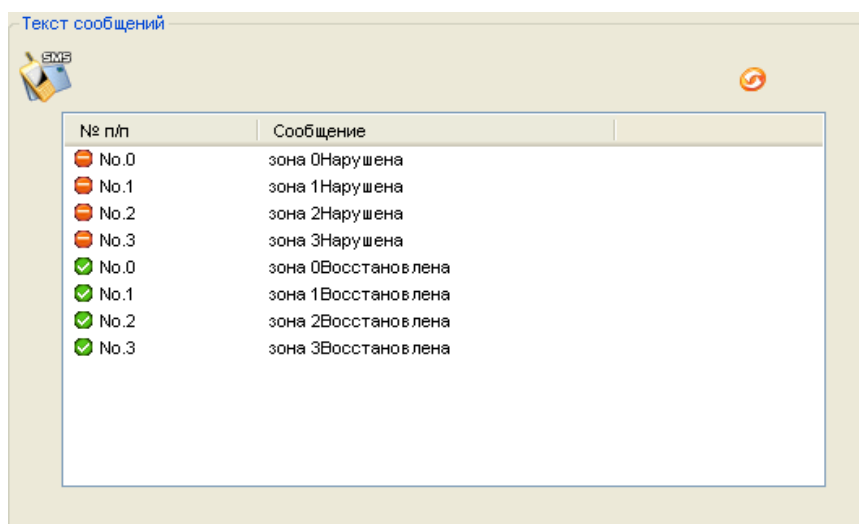 Текст сообщений
SMS
№ п/п Сообщение
No.0 зона 0Нарушена
No.1 зона 1Нарушена
No.2 зона 2Нарушена
No.3 зона 3Нарушена
No.0 зона 0Восстановлена
No.1 зона 1Восстановлена
No.2 зона 2Восстановлена
No.3 зона 3Восстановлена